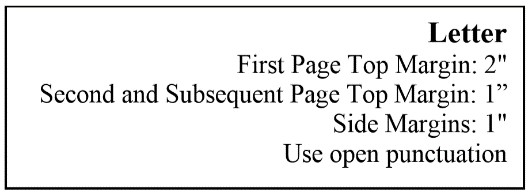 Letter
First Page Top Margin: 2"
Second and Subsequent Page Top Margin: 1”
Side Margins: 1"
Use open punctuation